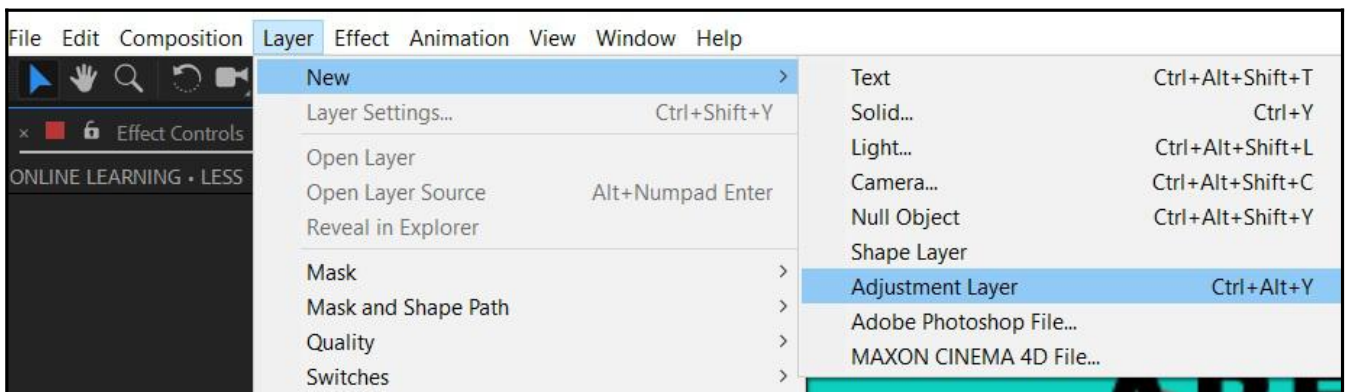 File Edit Composition Layer Effect Animation View Window Help
Effect Controls
ONLINE LEARNING • LESS
New >
Layer Settings... Ctrl+Shift+Y
Open Layer
Open Layer Source Alt+Numpad Enter
Reveal in Explorer
Mask >
Mask and Shape Path >
Quality >
Switches >
Text Ctrl+Alt+Shift+T
Solid... Ctrl+Y
Light... Ctrl+Alt+Shift+L
Camera... Ctrl+Alt+Shift+C
Null Object Ctrl+Alt+Shift+Y
Shape Layer
Adjustment Layer Ctrl+Alt+Y
Adobe Photoshop File...
MAXON CINEMA 4D File...